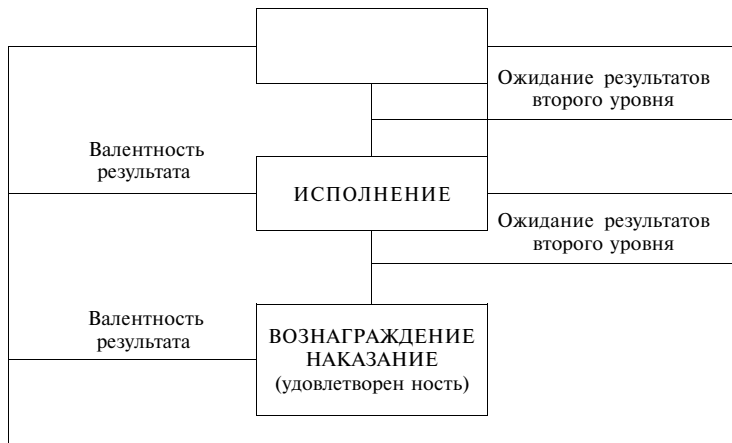 Ожидание результатов
второго уровня
Валентность
результата
ИСПОЛНЕНИЕ
Ожидание результатов
второго уровня
Валентность
результата
ВОЗНАГРАЖДЕНИЕ
НАКАЗАНИЕ
(удовлетворен ность)